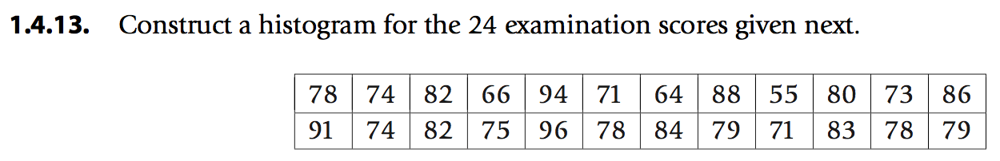 1.4.13. Construct a histogram for the 24 examination scores given next.
78 74 82 66 94 71 64 88 55 80 73 86
91 74 82 75 96 78 84 79 71 83 78 79